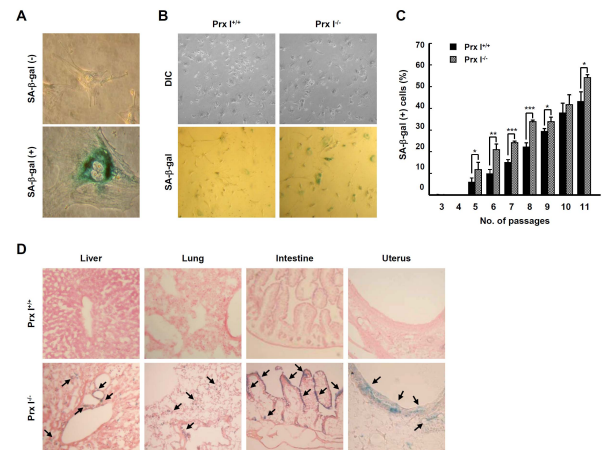 A
SA-β-gal (-)
SA-β-gal (+)
B
Prx I+/+
Prx I-/-
DIC
SA-β-gal
C
Prx I+/+
Prx I-/-
SA-β-gal (+) cells (%)
70
60
50
40
30
20
10
0
*
**
***
***
*
*
3 4 5 6 7 8 9 10 11
No. of passages
D
Liver
Lung
Intestine
Uterus
Prx I+/+
Prx I-/-